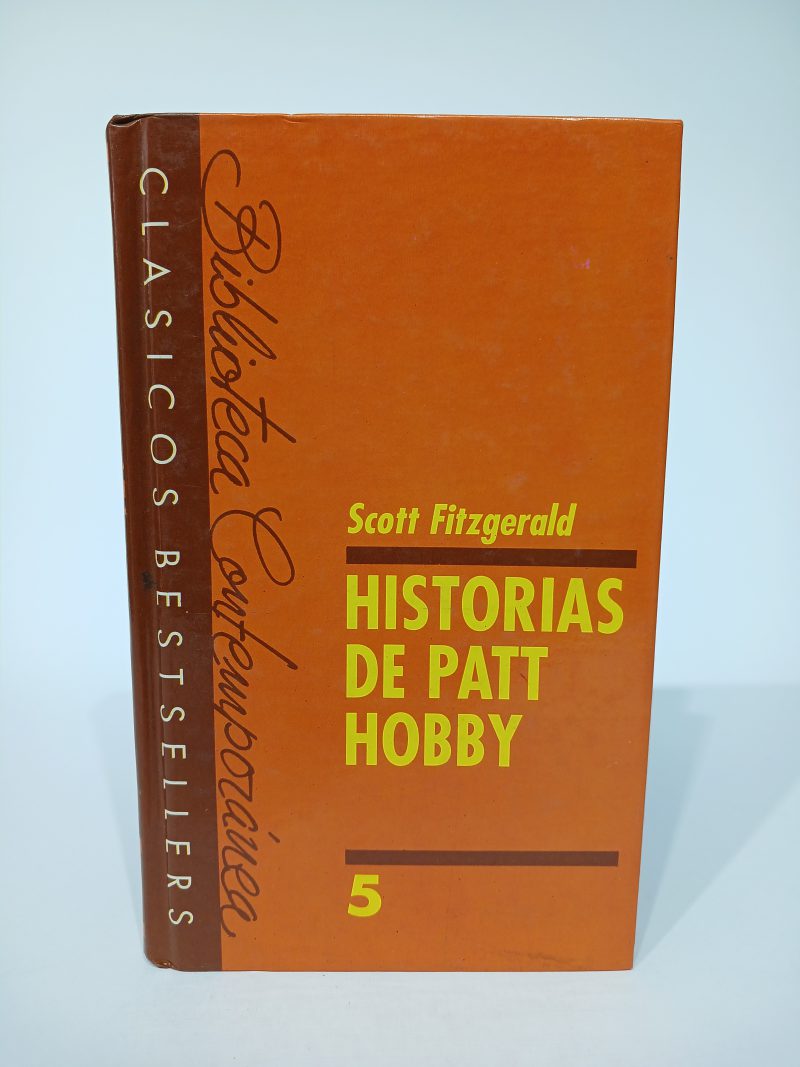 CLASICOS BESTSELLERS
Biblioteca Contemporánea
Scott Fitzgerald
HISTORIAS
DE PATT
HOBBY
5